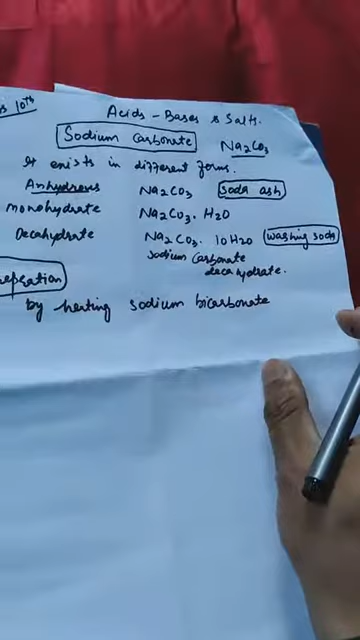 10th
Acids - Bases & Salts.
Sodium Carbonate Na2CO3
It exists in different forms.
Anhydrous Na2CO3 Soda ash
Monohydrate Na2CO3. H2O
Decahydrate Na2CO3. 10H2O Washing soda
Sodium Carbonate
decahydrate.
by heating sodium bicarbonate